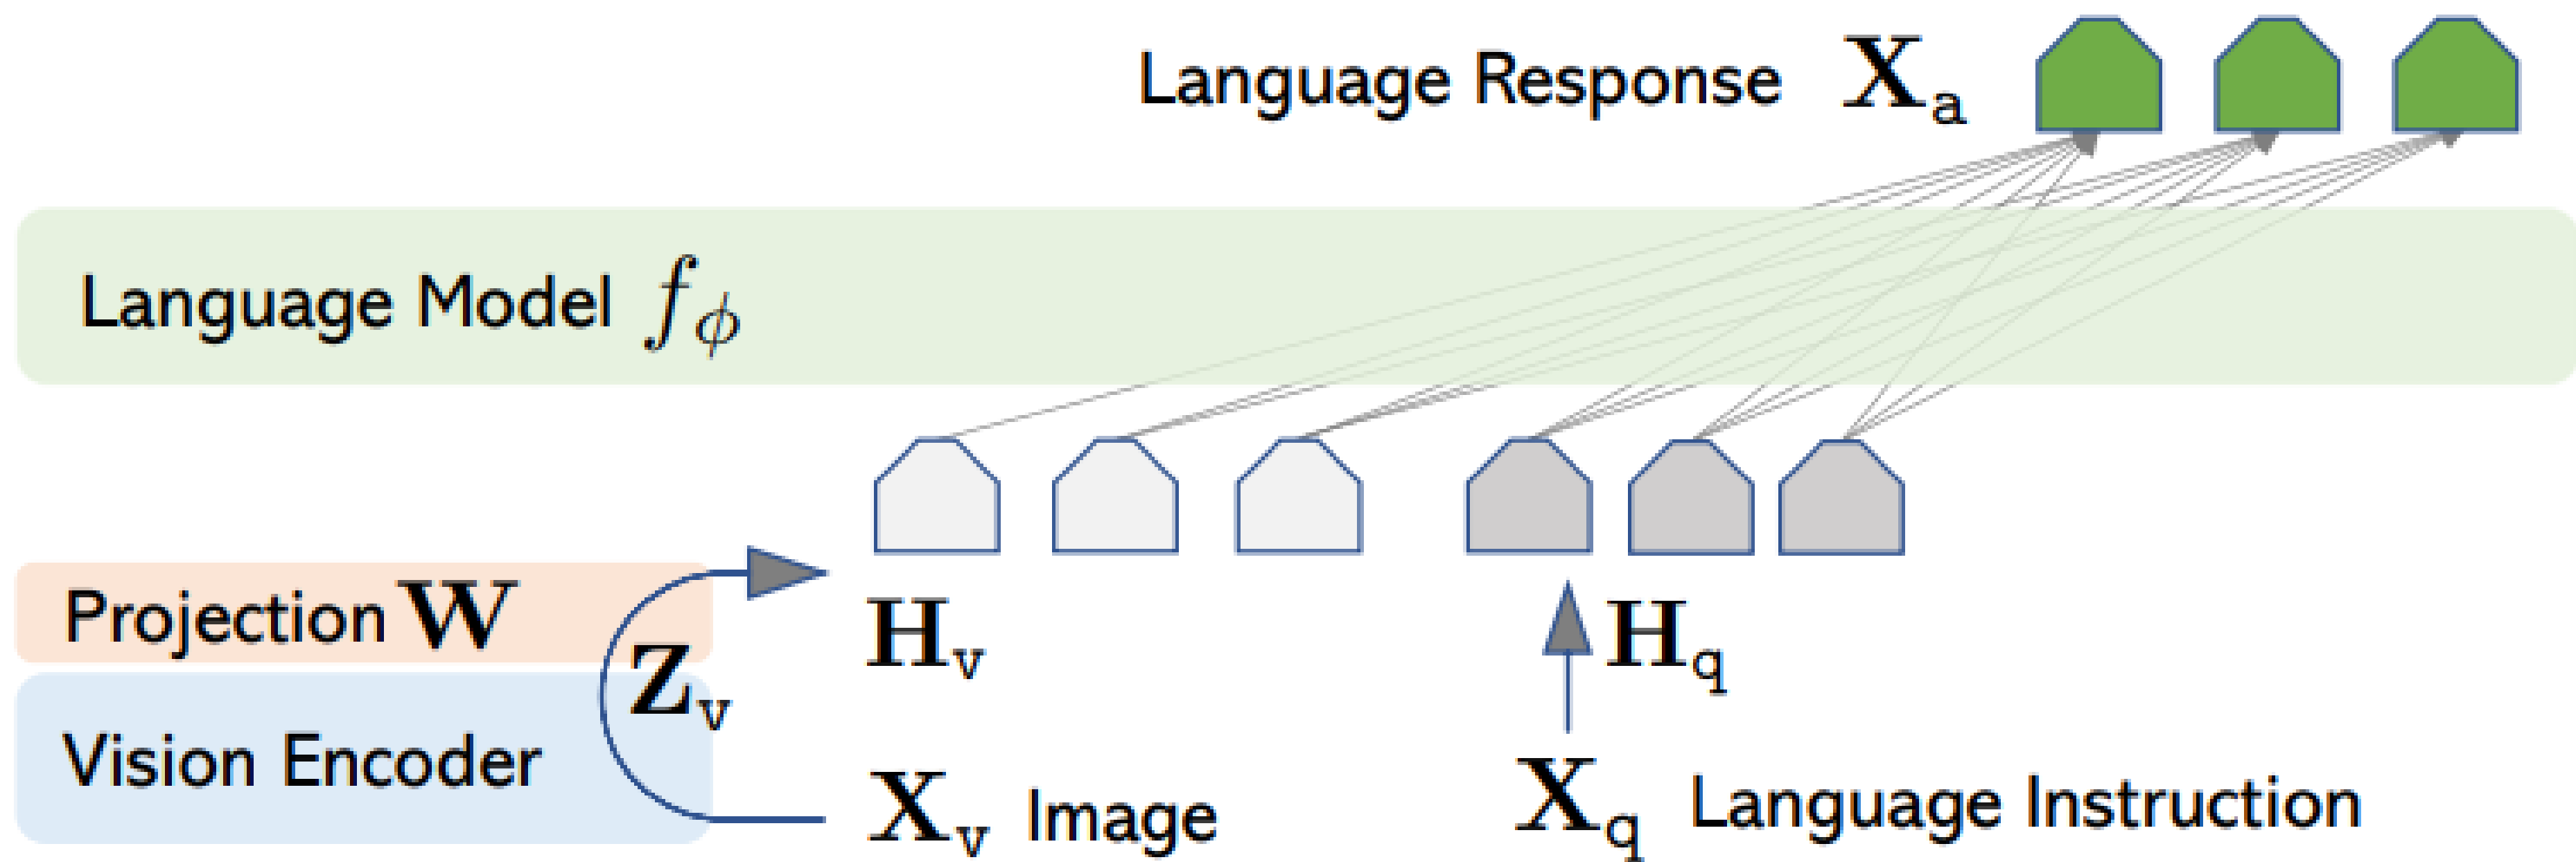 Language Response X_a
Language Model f_ϕ
Projection W
Z_v
H_v
H_q
Vision Encoder
X_v Image
X_q Language Instruction